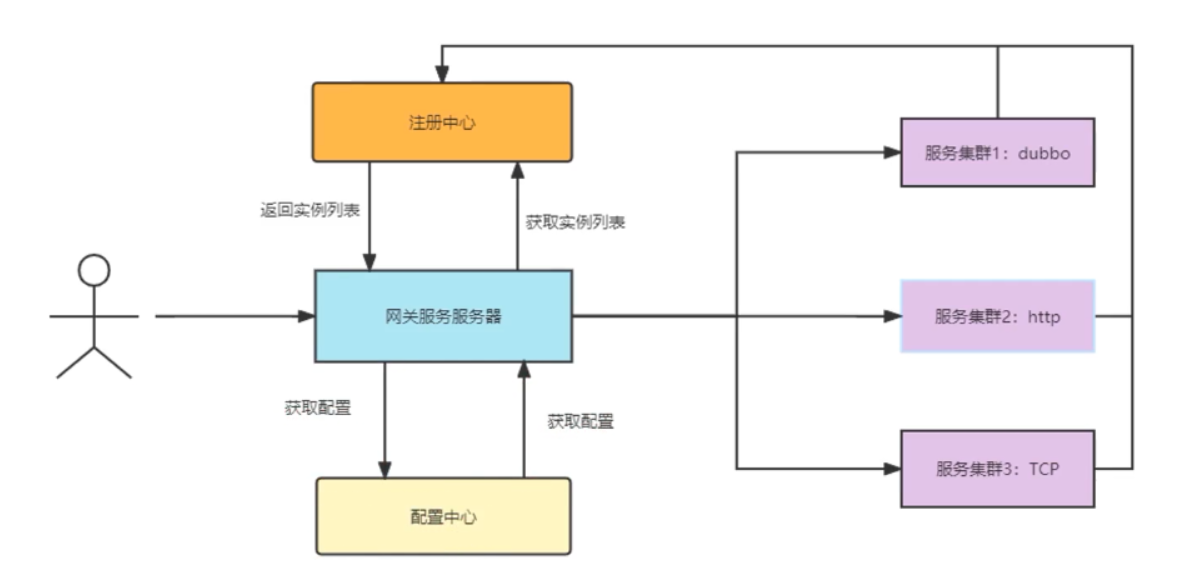 注册中心
服务集群1：dubbo
返回实例列表
获取实例列表
网关服务服务器
服务集群2：http
获取配置
获取配置
服务集群3：TCP
配置中心